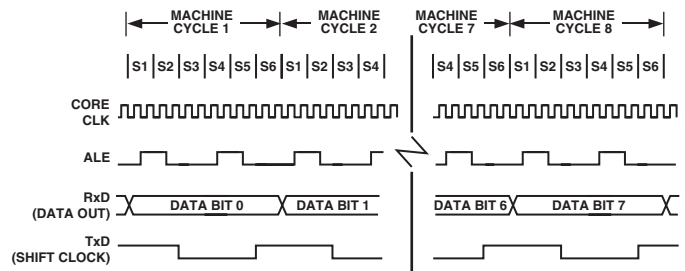 MACHINE CYCLE 1 MACHINE CYCLE 2 MACHINE CYCLE 7 MACHINE CYCLE 8
S1 S2 S3 S4 S5 S6 S1 S2 S3 S4 S4 S5 S6 S1 S2 S3 S4 S5 S6
CORE CLK
ALE
RxD (DATA OUT) DATA BIT 0 DATA BIT 1 DATA BIT 6 DATA BIT 7
TxD (SHIFT CLOCK)